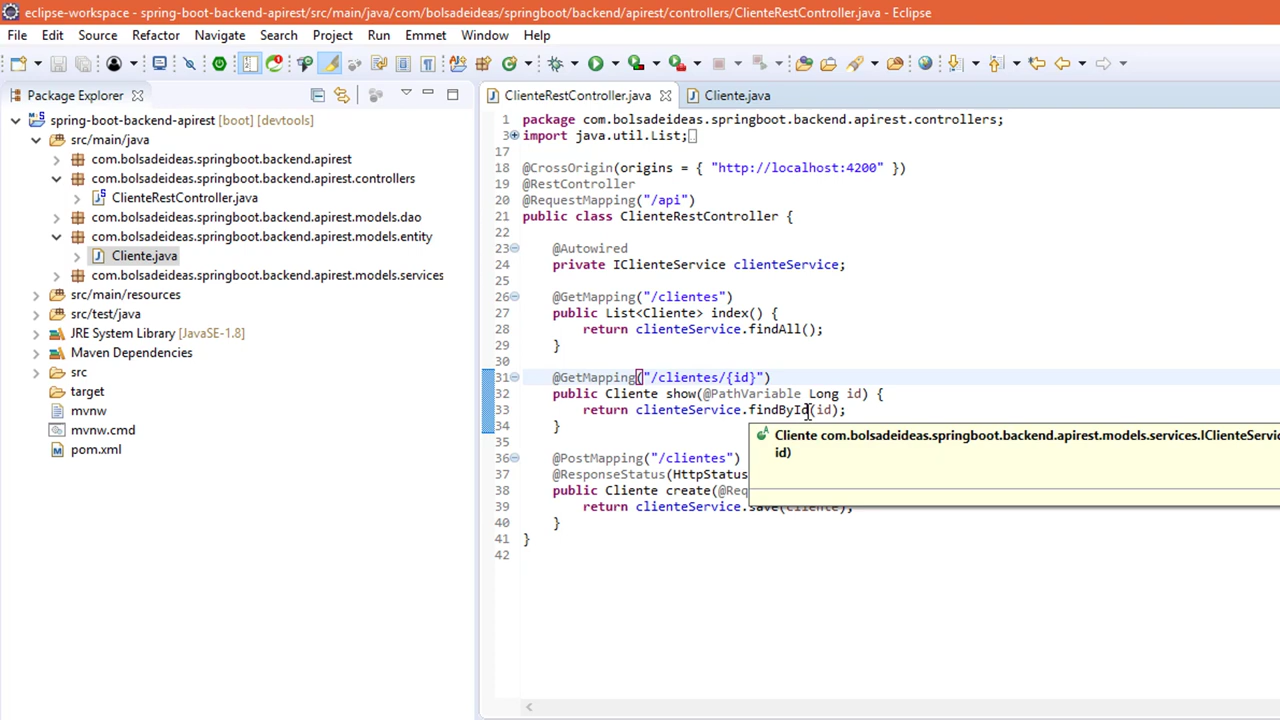 eclipse-workspace - spring-boot-backend-apirest/src/main/java/com/bolsadeideas/springboot/backend/apirest/controllers/ClienteRestController.java - Eclipse
File Edit Source Refactor Navigate Search Project Run Emmet Window Help
Package Explorer
spring-boot-backend-apirest [boot] [devtools]
src/main/java
com.bolsadeideas.springboot.backend.apirest
com.bolsadeideas.springboot.backend.apirest.controllers
ClienteRestController.java
com.bolsadeideas.springboot.backend.apirest.models.dao
com.bolsadeideas.springboot.backend.apirest.models.entity
Cliente.java
com.bolsadeideas.springboot.backend.apirest.models.services
src/main/resources
src/test/java
JRE System Library [JavaSE-1.8]
Maven Dependencies
src
target
mvnw
mvnw.cmd
pom.xml
ClienteRestController.java Cliente.java
1 package com.bolsadeideas.springboot.backend.apirest.controllers;
3 import java.util.List;
17
18 @CrossOrigin(origins = { "http://localhost:4200" })
19 @RestController
20 @RequestMapping("/api")
21 public class ClienteRestController {
22
23 @Autowired
24 private IClienteService clienteService;
25
26 @GetMapping("/clientes")
27 public List<Cliente> index() {
28 return clienteService.findAll();
29 }
30
31 @GetMapping("/clientes/{id}")
32 public Cliente show(@PathVariable Long id) {
33 return clienteService.findById(id);
34 }
35
36 @PostMapping("/clientes")
37 @ResponseStatus(HttpStatus
38 public Cliente create(@Req
39 return clienteService.save(cliente);
40 }
41 }
42
Cliente com.bolsadeideas.springboot.backend.apirest.models.services.IClienteServic
id)